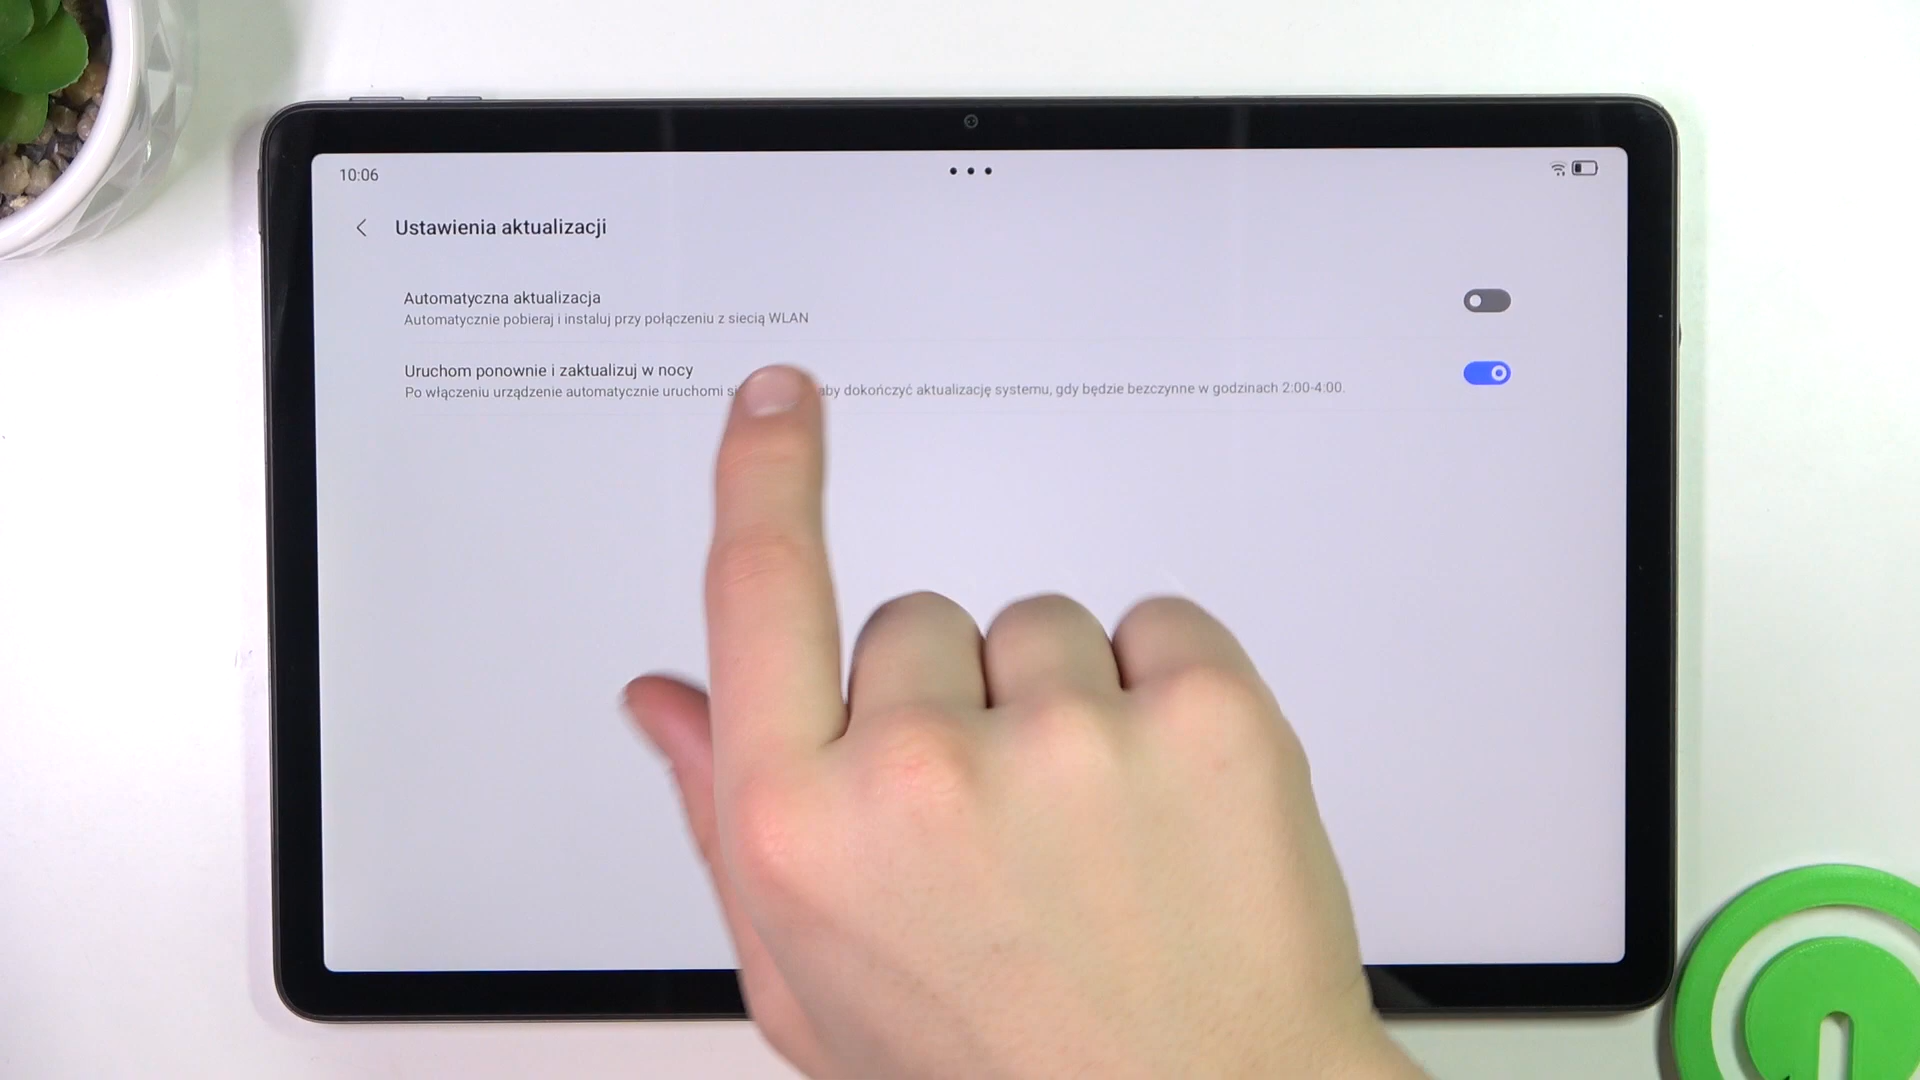 10:06
Ustawienia aktualizacji
Automatyczna aktualizacja
Automatycznie pobieraj i instaluj przy połączeniu z siecią WLAN
Uruchom ponownie i zaktualizuj w nocy
Po włączeniu urządzenie automatycznie uruchomi aby dokończyć aktualizację systemu, gdy będzie bezczynne w godzinach 2:00-4:00.